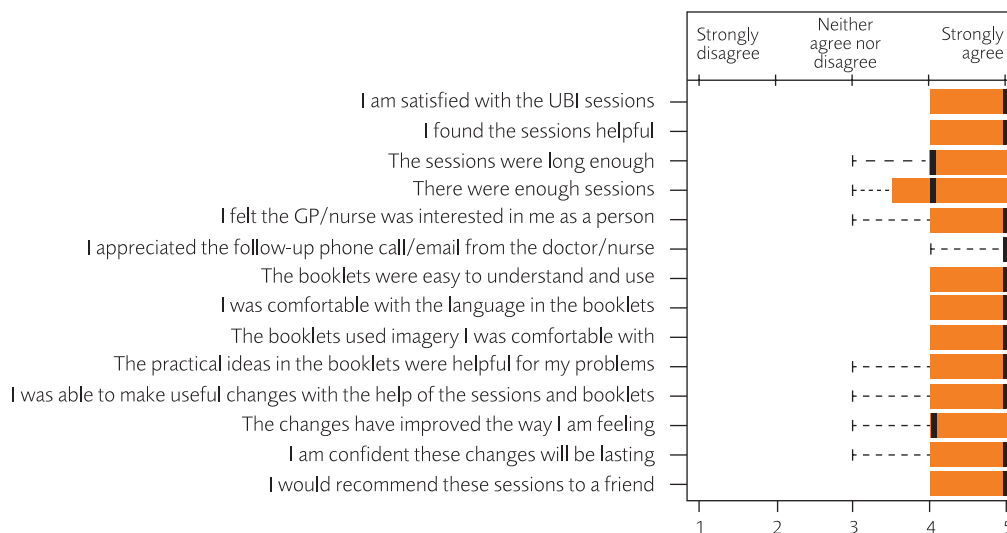 Strongly disagree
Neither agree nor disagree
Strongly agree
I am satisfied with the UBI sessions
I found the sessions helpful
The sessions were long enough
There were enough sessions
I felt the GP/nurse was interested in me as a person
I appreciated the follow-up phone call/email from the doctor/nurse
The booklets were easy to understand and use
I was comfortable with the language in the booklets
The booklets used imagery I was comfortable with
The practical ideas in the booklets were helpful for my problems
I was able to make useful changes with the help of the sessions and booklets
The changes have improved the way I am feeling
I am confident these changes will be lasting
I would recommend these sessions to a friend
1 2 3 4 5